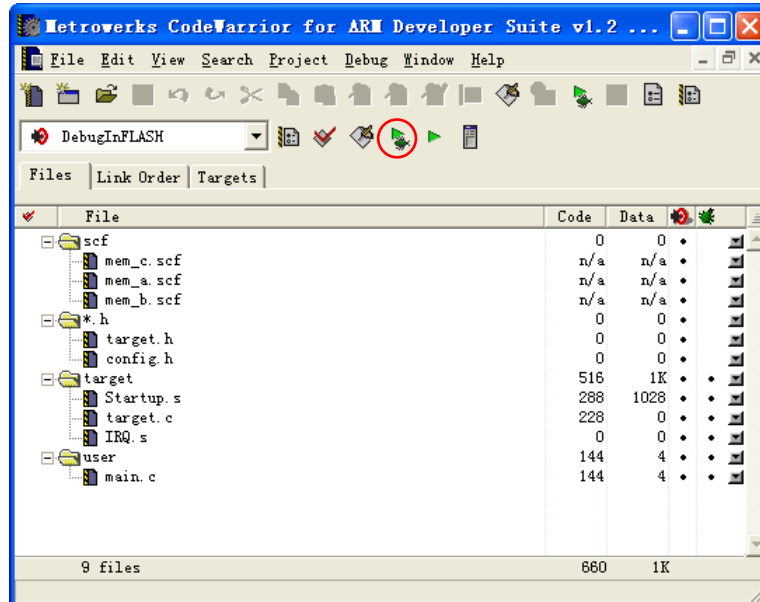 Metrowerks CodeWarrior for ARM Developer Suite v1.2 ...
File Edit View Search Project Debug Window Help
DebugInFLASH
Files Link Order Targets
File Code Data
scf 0 0
mem_c.scf n/a n/a
mem_a.scf n/a n/a
mem_b.scf n/a n/a
*.h 0 0
target.h 0 0
config.h 0 0
target 516 1K
Startup.s 288 1028
target.c 228 0
IRQ.s 0 0
user 144 4
main.c 144 4
9 files 660 1K